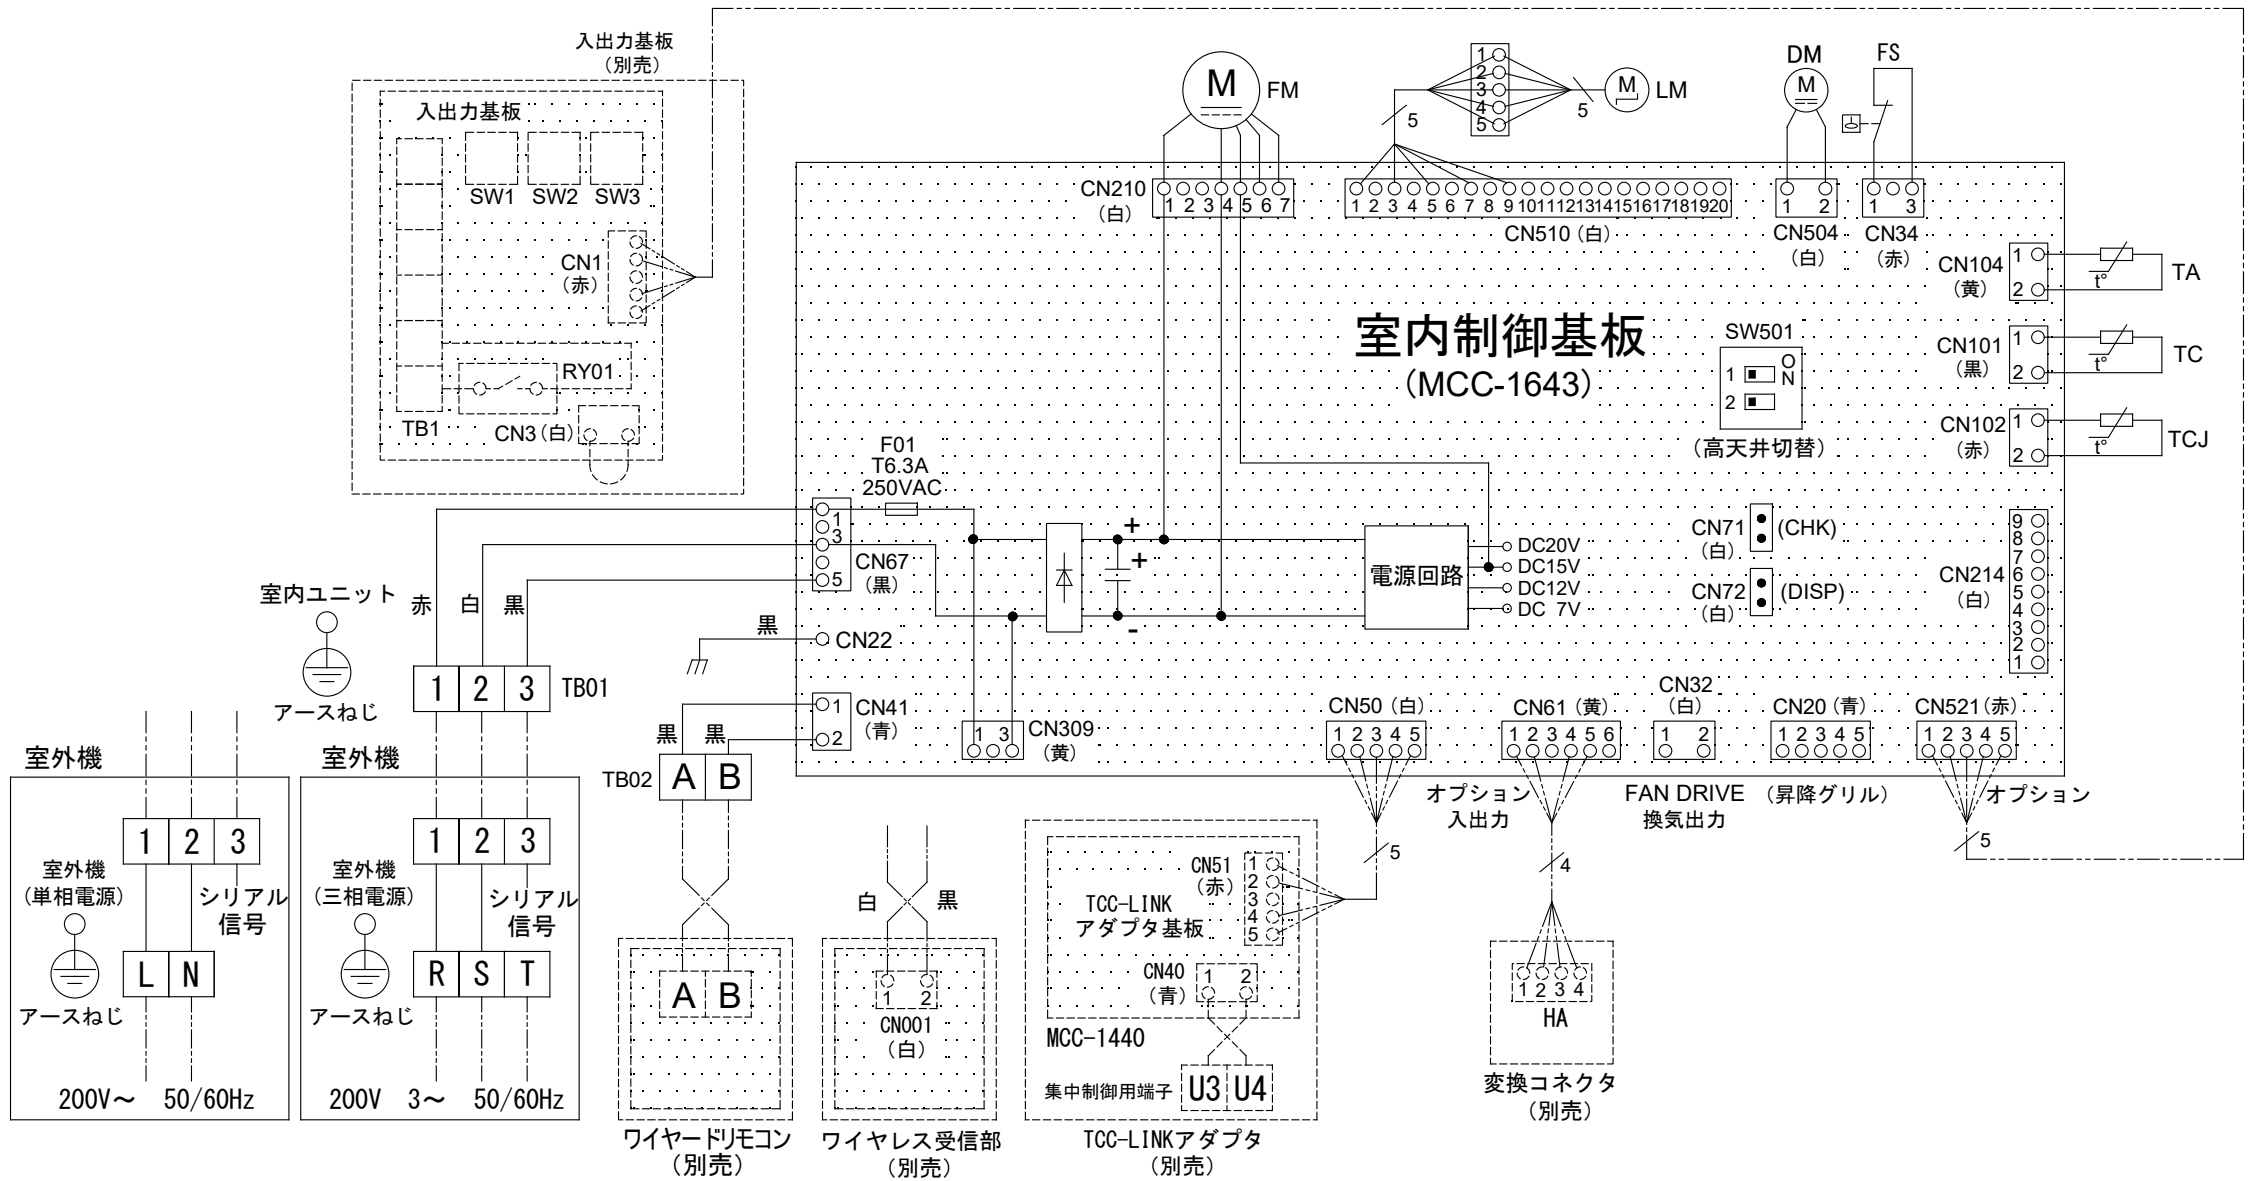 入出力基板
（別売）
入出力基板
SW1 SW2 SW3
CN1
（赤）
RY01
TB1
CN3（白）
M
FM
1
2
3
4
5
5
5
M
LM
DM
M
FS
CN210
（白）
1 2 3 4 5 6 7
1 2 3 4 5 6 7 8 9 10 11 12 13 14 15 16 17 18 19 20
CN510（白）
1 2
CN504
（白）
1 3
CN34
（赤）
CN104
（黄）
1
2
t°
TA
CN101
（黒）
1
2
t°
TC
CN102
（赤）
1
2
t°
TCJ
室内制御基板
（MCC-1643）
SW501
1
2
ON
（高天井切替）
F01
T6.3A
250VAC
1
3
5
CN67
（黒）
+
+
-
電源回路
DC20V
DC15V
DC12V
DC 7V
CN71
（白）
(CHK)
CN72
（白）
(DISP)
CN214
（白）
9
8
7
6
5
4
3
2
1
室内ユニット
アースねじ
赤 白 黒
1 2 3 TB01
黒
CN22
1
2
CN41
（青）
黒 黒
TB02 A B
1 3
CN309
（黄）
CN50（白）
1 2 3 4 5
CN61（黄）
1 2 3 4 5 6
CN32
（白）
1 2
CN20（青）
1 2 3 4 5
CN521（赤）
1 2 3 4 5
オプション
入出力
FAN DRIVE
換気出力
（昇降グリル）
オプション
5
4
5
室外機
1 2 3
室外機
（単相電源）
シリアル
信号
アースねじ
L N
200V～ 50/60Hz
室外機
1 2 3
室外機
（三相電源）
シリアル
信号
アースねじ
R S T
200V 3～ 50/60Hz
A B
ワイヤードリモコン
（別売）
白 黒
1 2
CN001
（白）
ワイヤレス受信部
（別売）
CN51
（赤）
1
2
3
4
5
TCC-LINK
アダプタ基板
CN40
（青）
1 2
MCC-1440
集中制御用端子 U3 U4
TCC-LINKアダプタ
（別売）
1 2 3 4
HA
変換コネクタ
（別売）